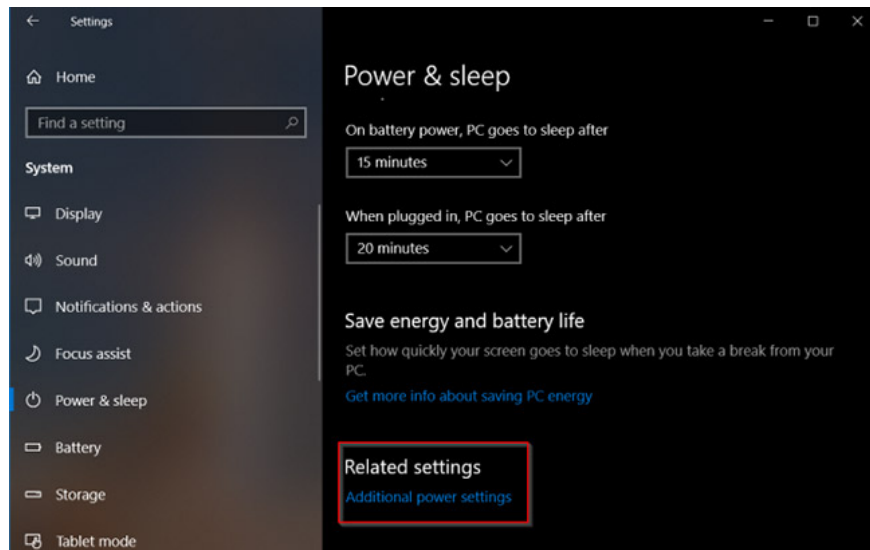 Settings
Home
Find a setting
System
Display
Sound
Notifications & actions
Focus assist
Power & sleep
Battery
Storage
Tablet mode
Power & sleep
On battery power, PC goes to sleep after
15 minutes
When plugged in, PC goes to sleep after
20 minutes
Save energy and battery life
Set how quickly your screen goes to sleep when you take a break from your
PC.
Get more info about saving PC energy
Related settings
Additional power settings